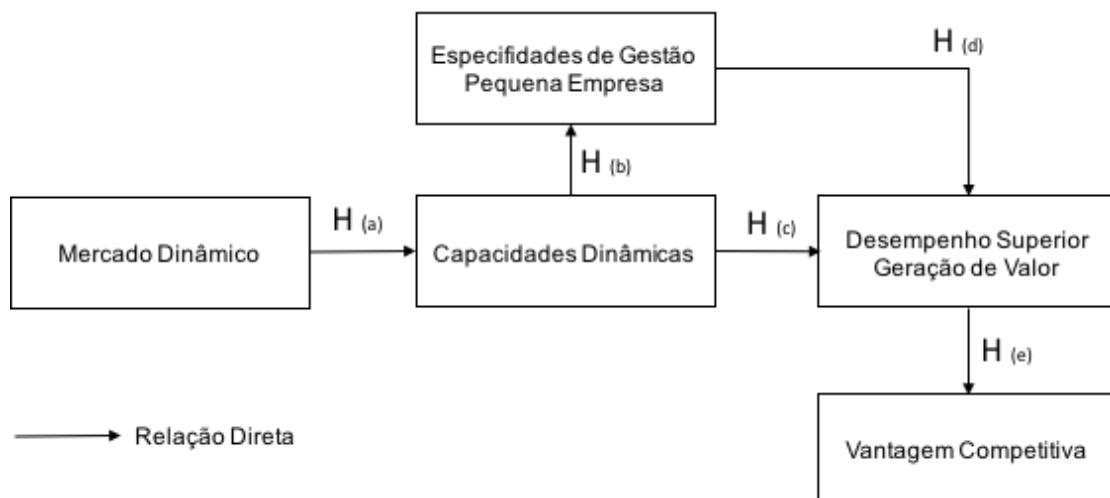 Especifidades de Gestão
Pequena Empresa
H (d)
H (b)
Mercado Dinâmico
H (a)
Capacidades Dinâmicas
H (c)
Desempenho Superior
Geração de Valor
H (e)
Relação Direta
Vantagem Competitiva